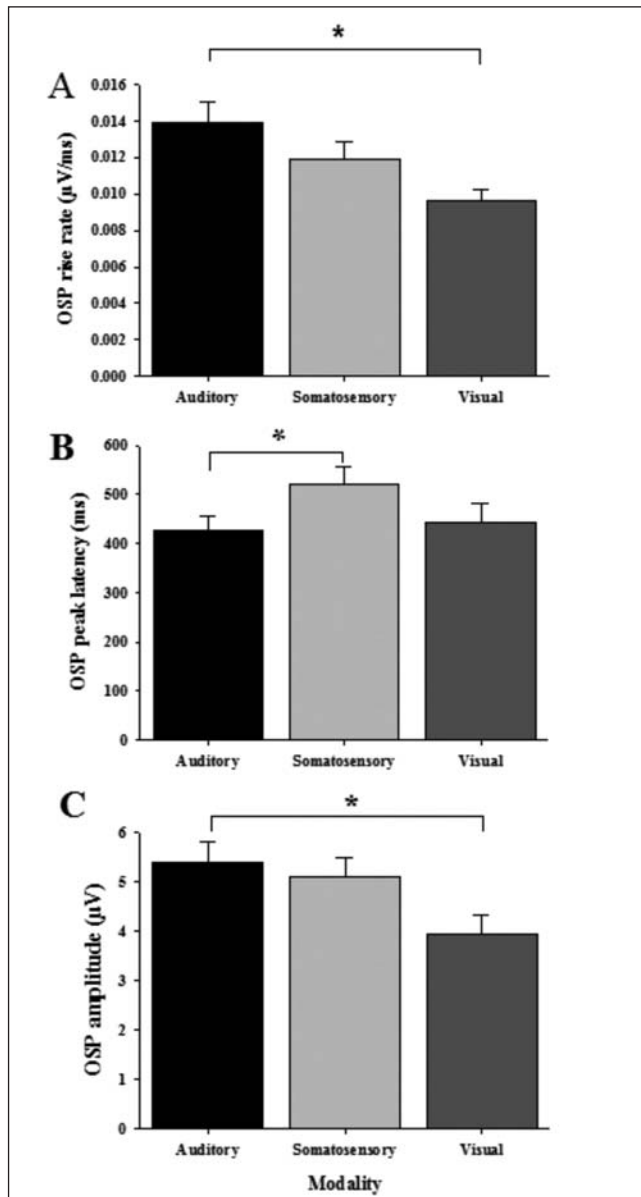 *
A
OSP rise rate (µV/ms)
0.016
0.014
0.012
0.010
0.008
0.006
0.004
0.002
0.000
Auditory Somatosensory Visual
B
*
OSP peak latency (ms)
600
500
400
300
200
100
0
Auditory Somatosensory Visual
C
*
OSP amplitude (µV)
6
5
4
3
2
1
0
Auditory Somatosensory Visual
Modality